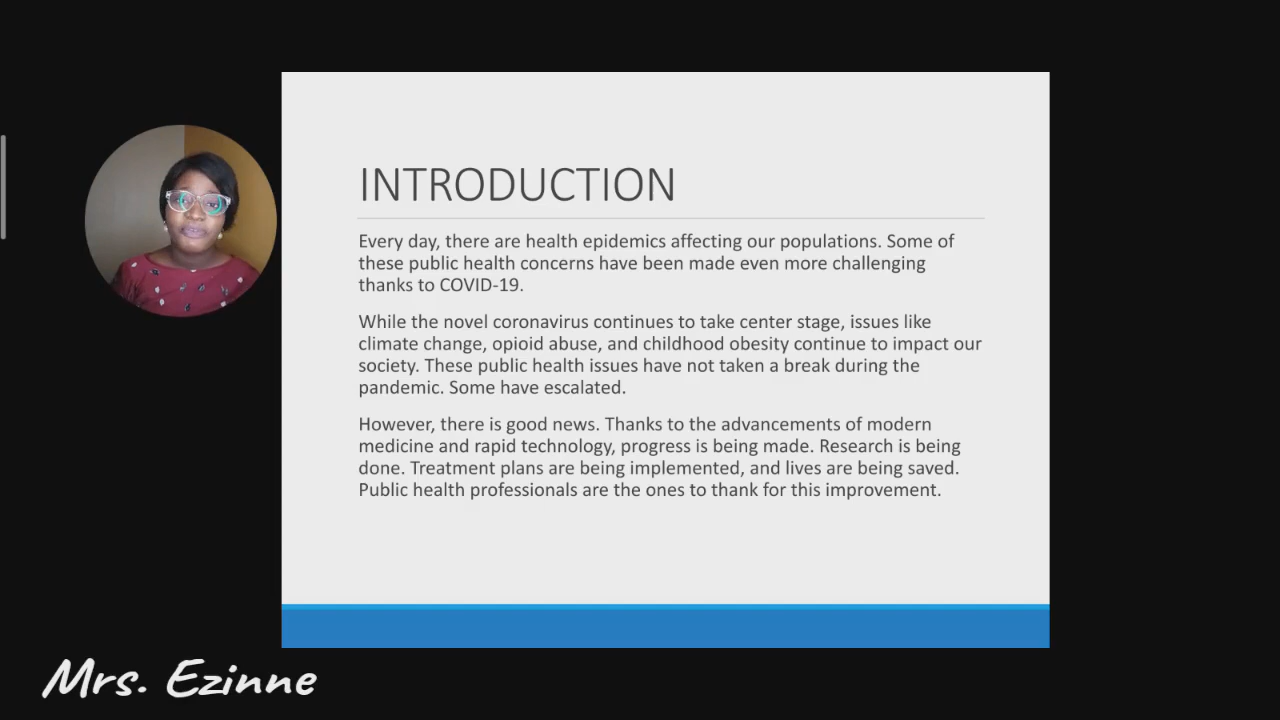 INTRODUCTION
Every day, there are health epidemics affecting our populations. Some of
these public health concerns have been made even more challenging
thanks to COVID-19.
While the novel coronavirus continues to take center stage, issues like
climate change, opioid abuse, and childhood obesity continue to impact our
society. These public health issues have not taken a break during the
pandemic. Some have escalated.
However, there is good news. Thanks to the advancements of modern
medicine and rapid technology, progress is being made. Research is being
done. Treatment plans are being implemented, and lives are being saved.
Public health professionals are the ones to thank for this improvement.
Mrs. Ezinne